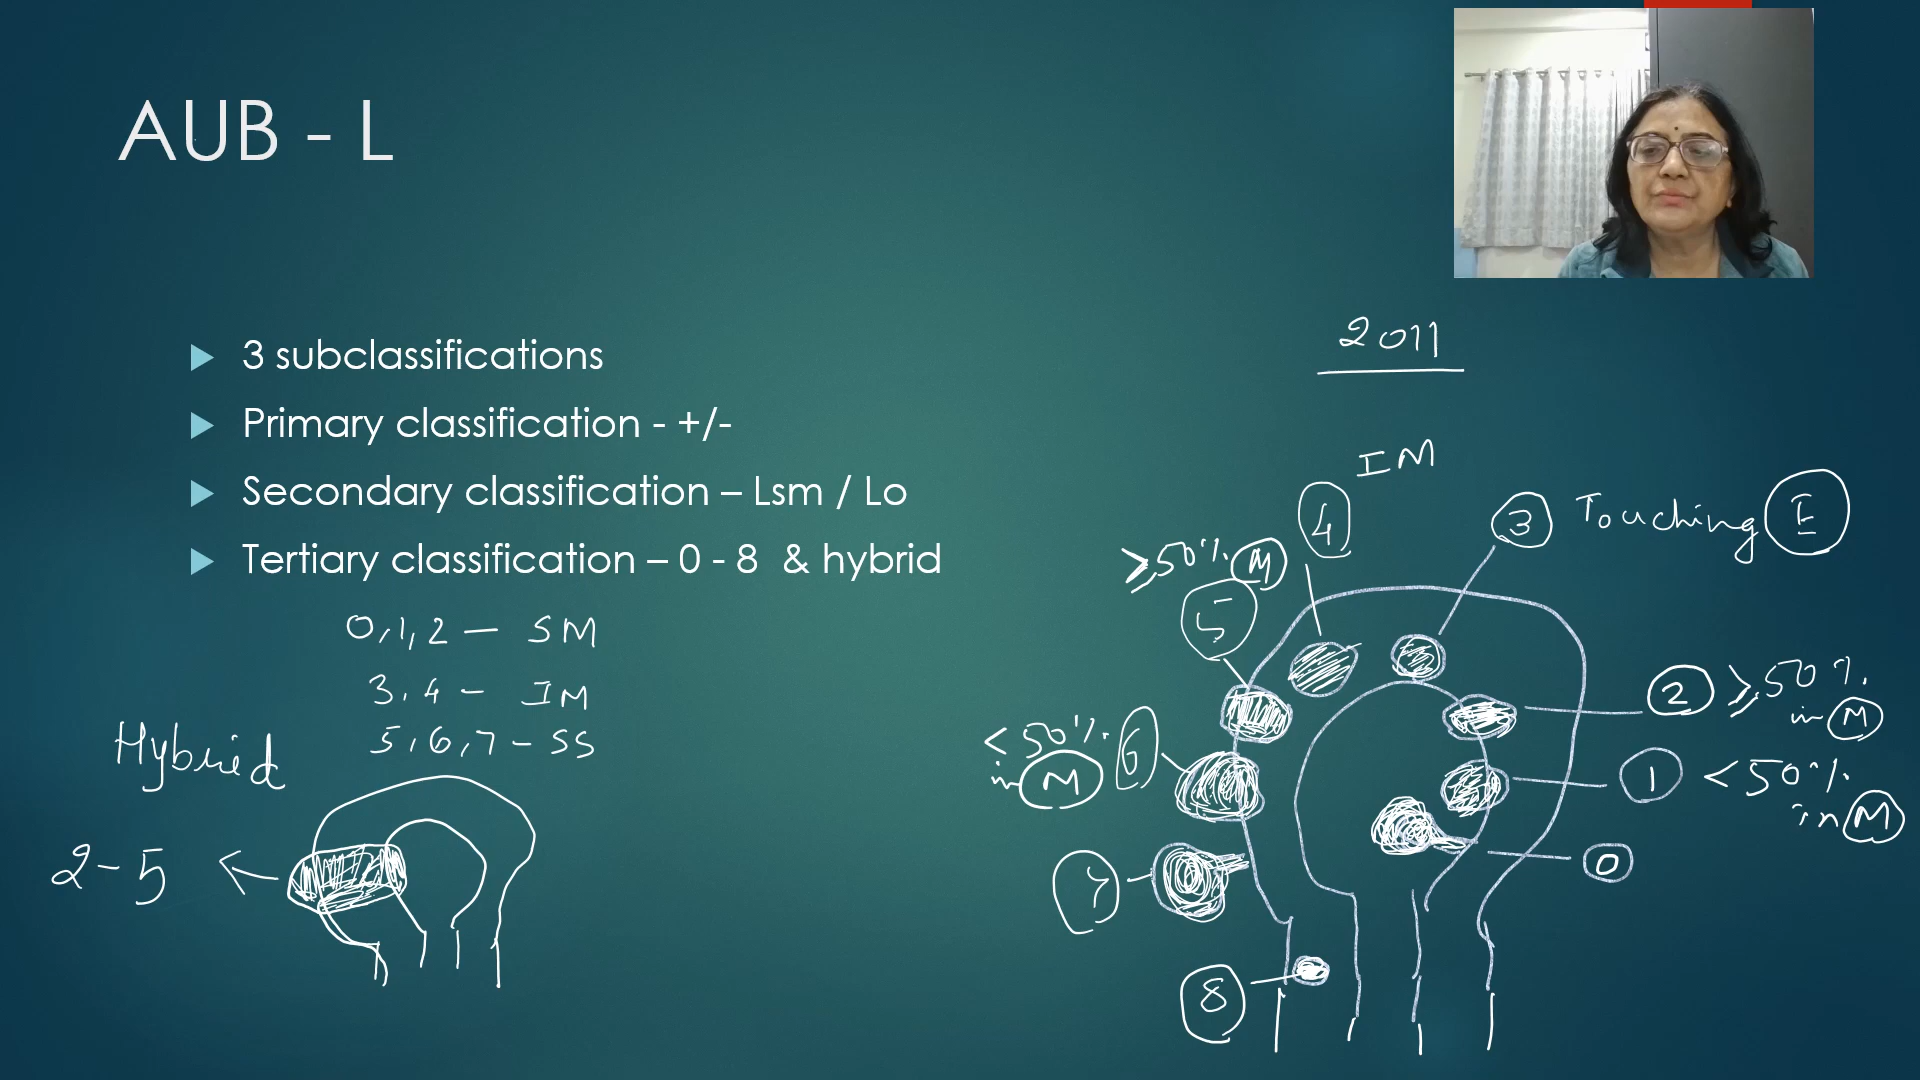 AUB - L
3 subclassifications
Primary classification - +/-
Secondary classification – Lsm / Lo
Tertiary classification – 0 - 8 & hybrid
0,1,2 — SM
3,4 – IM
5,6,7 – SS
Hybrid
2-5
2011
IM
4
3 Touching E
≥50% M
5
2 ≥50%
in M
<50%
in M
6
1 <50%
in M
0
7
8